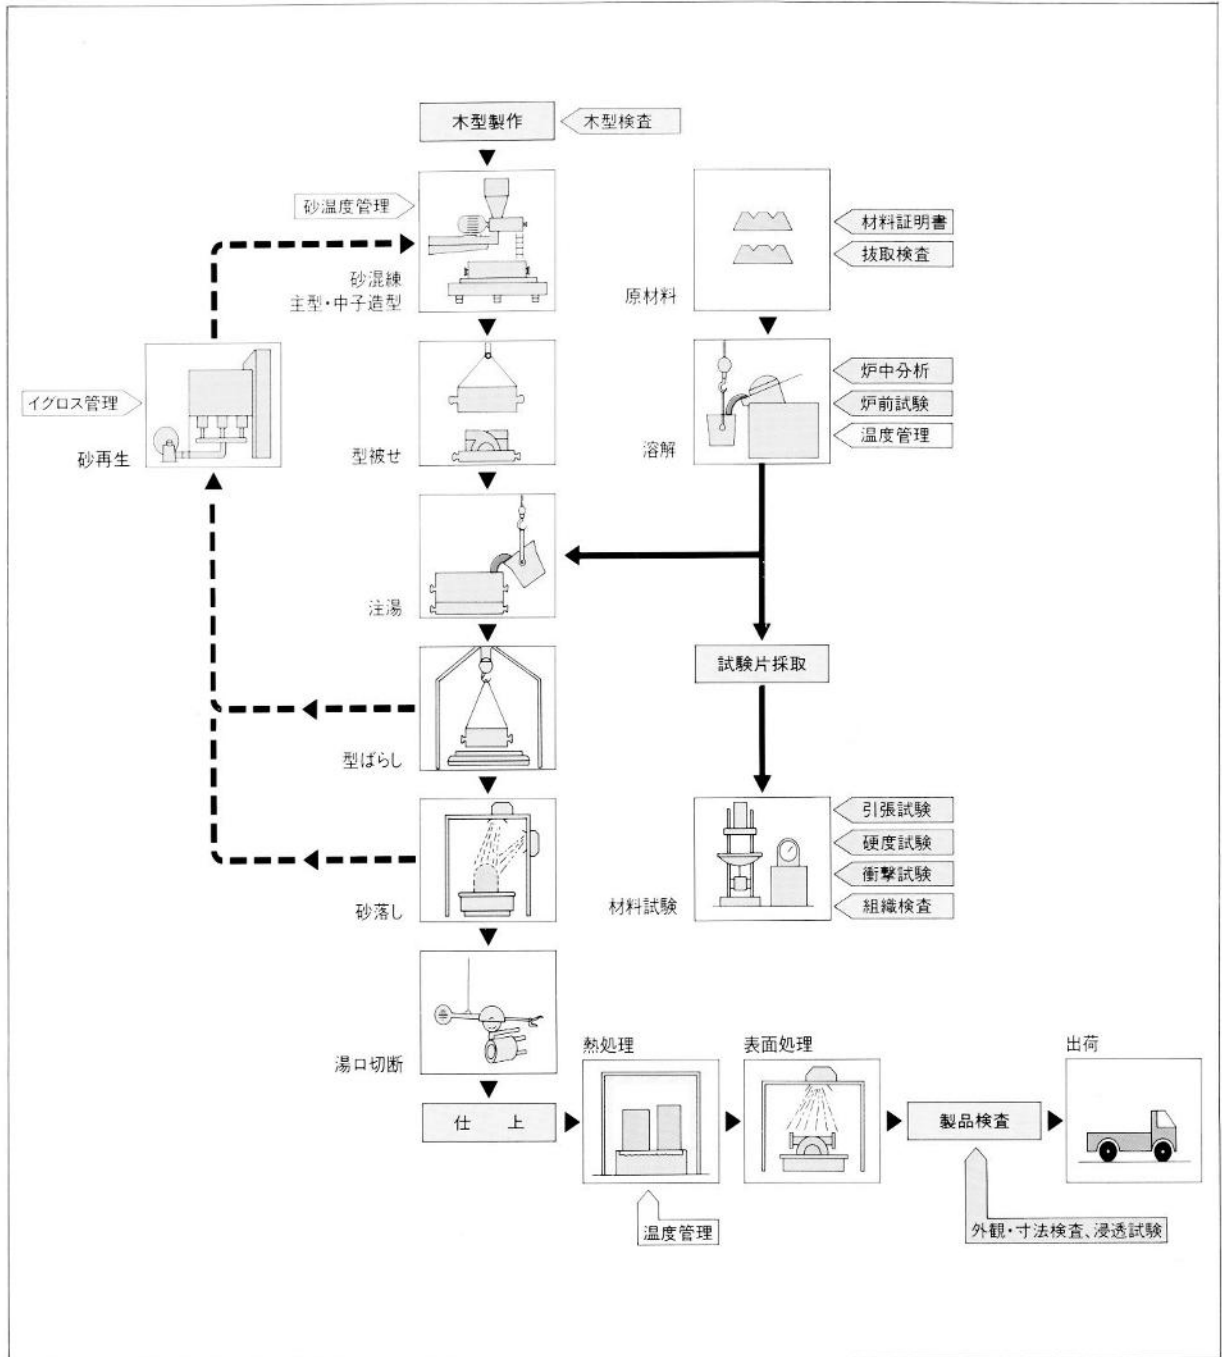 木型製作
木型検査
砂温度管理
砂混練
主型・中子造型
原材料
材料証明書
抜取検査
イグロス管理
砂再生
型被せ
溶解
炉中分析
炉前試験
温度管理
注湯
試験片採取
型ばらし
砂落し
材料試験
引張試験
硬度試験
衝撃試験
組織検査
湯口切断
熱処理
表面処理
出荷
仕 上
製品検査
温度管理
外観・寸法検査、浸透試験